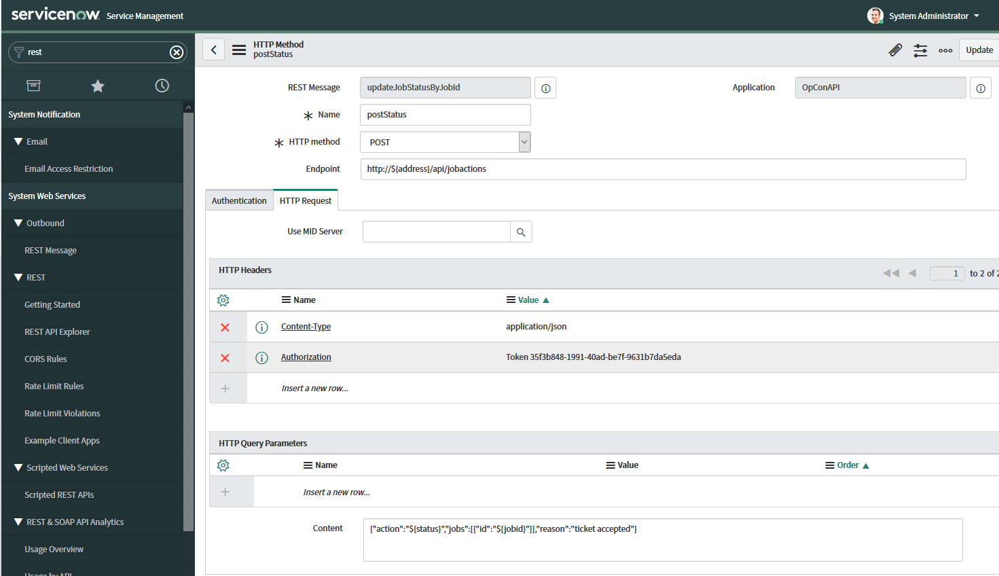 servicenow Service Management
System Administrator
rest
System Notification
Email
Email Access Restriction
System Web Services
Outbound
REST Message
REST
Getting Started
REST API Explorer
CORS Rules
Rate Limit Rules
Rate Limit Violations
Example Client Apps
Scripted Web Services
Scripted REST APIs
REST & SOAP API Analytics
Usage Overview
Usage by API
HTTP Method
postStatus
Update
REST Message updateJobStatusByJobId
Application OpConAPI
Name postStatus
HTTP method POST
Endpoint http://${address}/api/jobactions
Authentication HTTP Request
Use MID Server
HTTP Headers
1 to 2 of 2
Name Value
Content-Type application/json
Authorization Token 35f3b848-1991-40ad-be7f-9631b7da5eda
Insert a new row...
HTTP Query Parameters
Name Value Order
Insert a new row...
Content {"action":"${status}","jobs":[{"id":"${jobid}"}],"reason":"ticket accepted"}